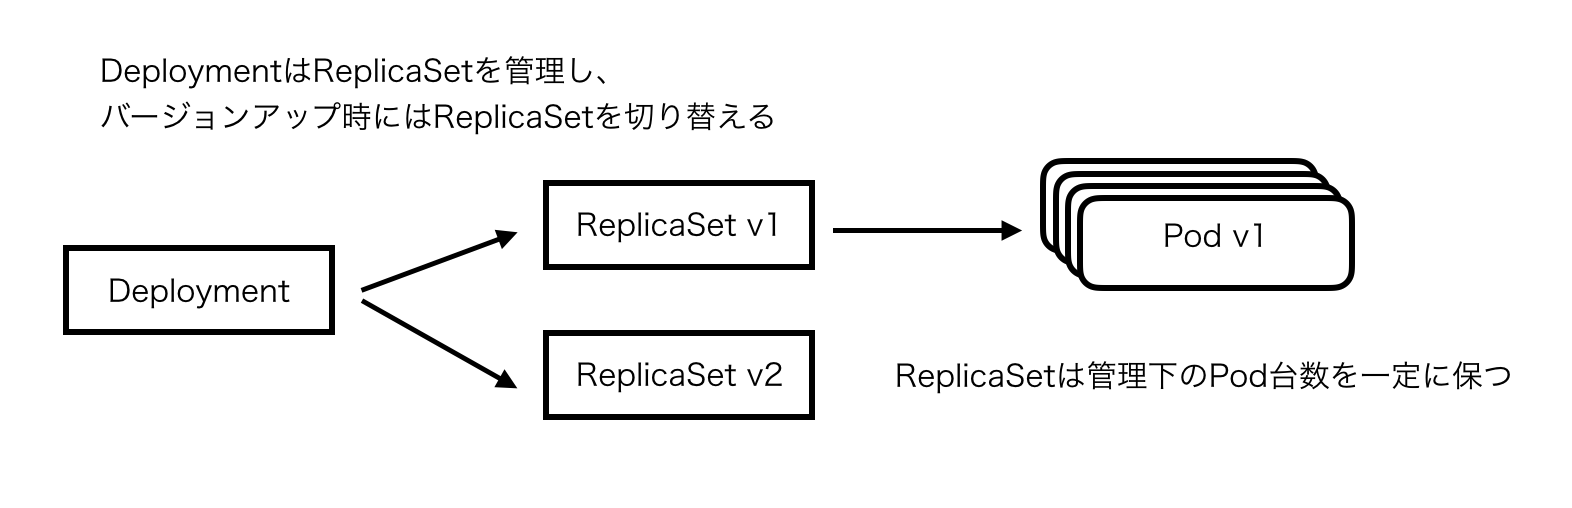 DeploymentはReplicaSetを管理し、
バージョンアップ時にはReplicaSetを切り替える
ReplicaSet v1
Pod v1
Deployment
ReplicaSet v2
ReplicaSetは管理下のPod台数を一定に保つ